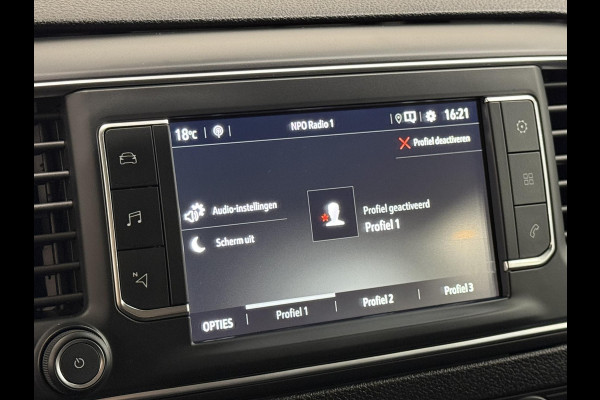 18°C NPO Radio 1 16:21
Profiel deactiveren
Audio-instellingen
Scherm uit
Profiel geactiveerd
Profiel 1
OPTIES Profiel 1 Profiel 2 Profiel 3
N